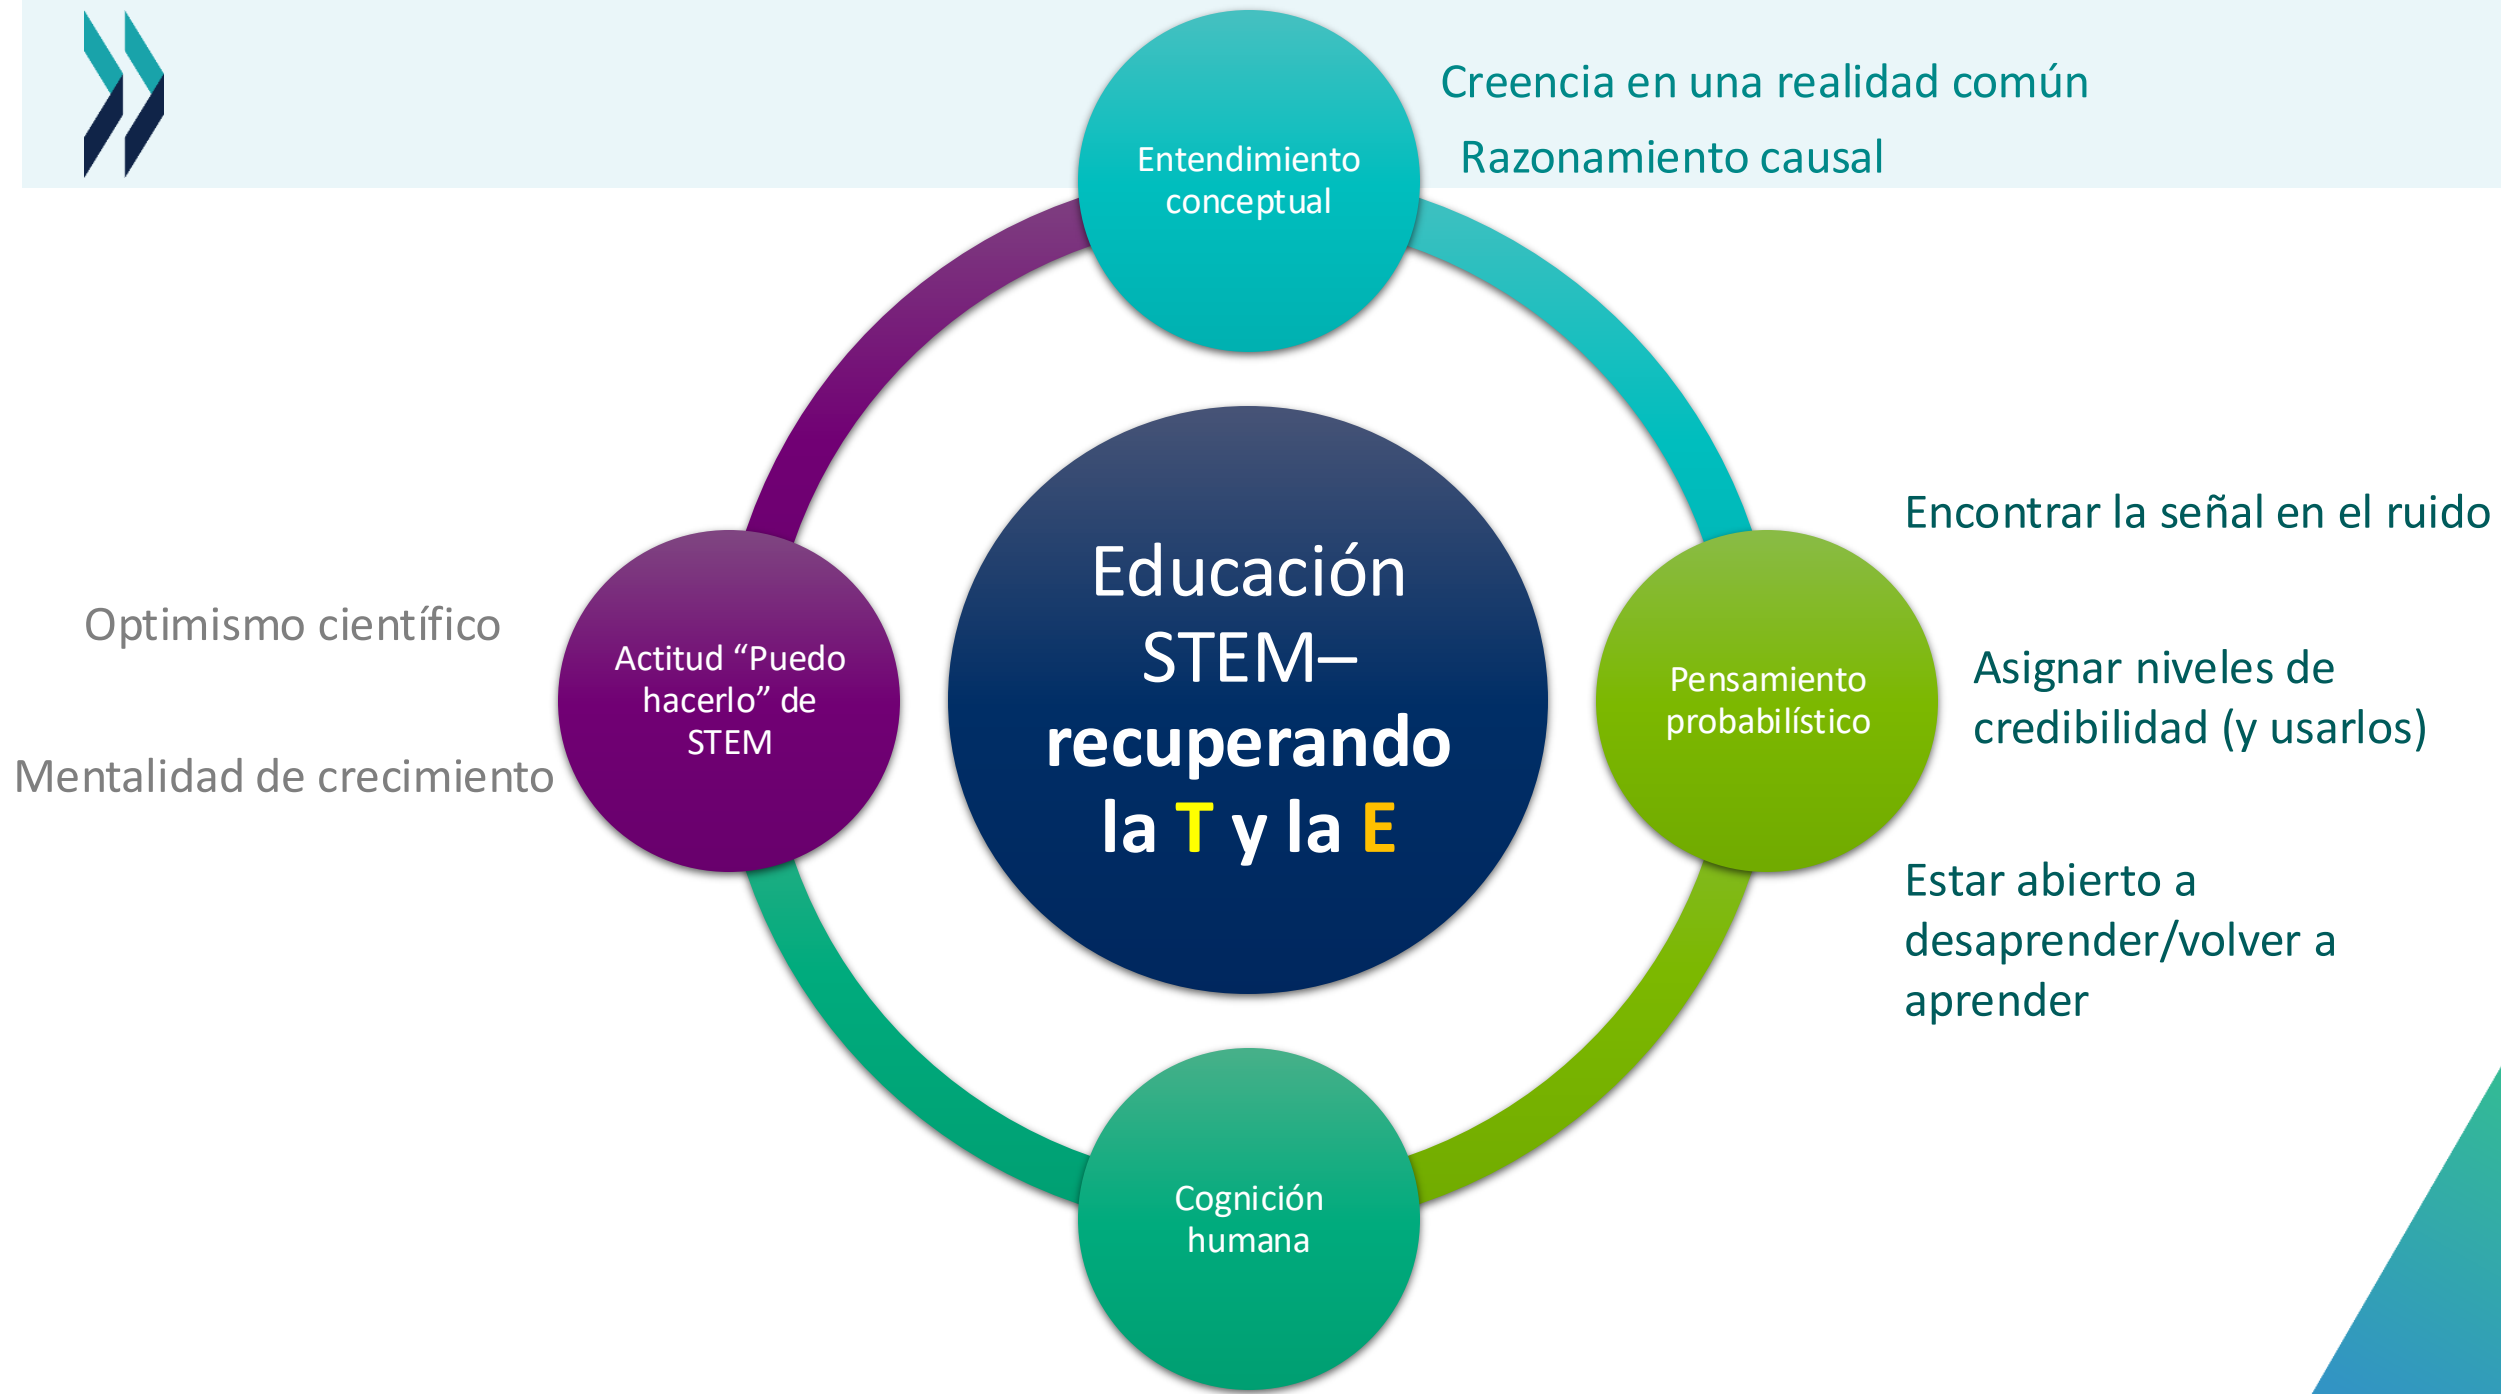 Creencia en una realidad común
Razonamiento causal
Entendimiento
conceptual
Encontrar la señal en el ruido
Asignar niveles de
credibilidad (y usarlos)
Estar abierto a
desaprender/volver a
aprender
Pensamiento
probabilístico
Educación
STEM—
recuperando
la T y la E
Optimismo científico
Mentalidad de crecimiento
Actitud “Puedo
hacerlo” de
STEM
Cognición
humana